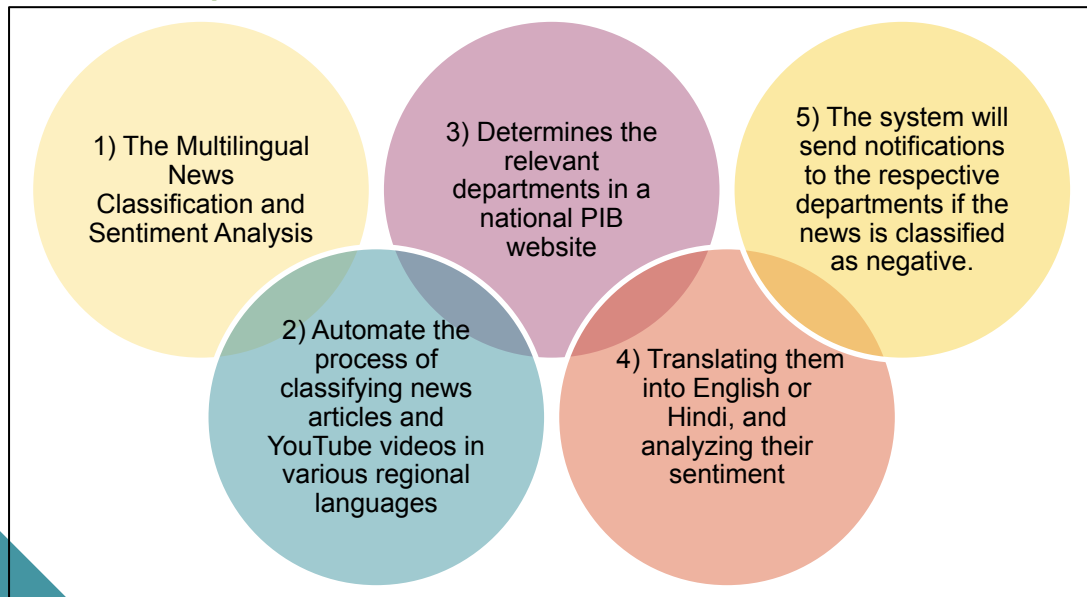 1) The Multilingual
News
Classification and
Sentiment Analysis
2) Automate the
process of
classifying news
articles and
YouTube videos in
various regional
languages
3) Determines the
relevant
departments in a
national PIB
website
4) Translating them
into English or
Hindi, and
analyzing their
sentiment
5) The system will
send notifications
to the respective
departments if the
news is classified
as negative.